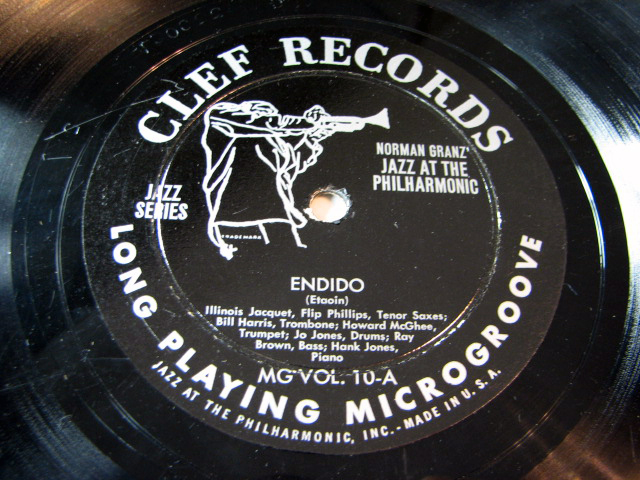 CLEF RECORDS
NORMAN GRANZ'
JAZZ AT THE
PHILHARMONIC
JAZZ
SERIES
TRADE MARK
ENDIDO
(Etaoin)
Illinois Jacquet, Flip Phillips, Tenor Saxes;
Bill Harris, Trombone; Howard McGhee,
Trumpet; Jo Jones, Drums; Ray
Brown, Bass; Hank Jones,
Piano
MG VOL. 10-A
LONG PLAYING MICROGROOVE
JAZZ AT THE PHILHARMONIC, INC.-MADE IN U.S.A.